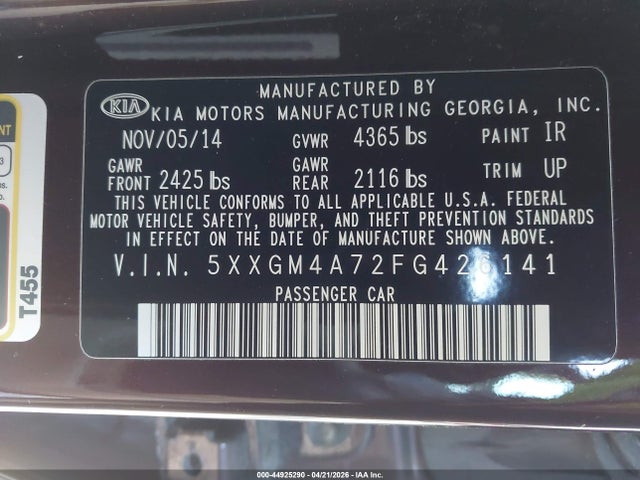 MANUFACTURED BY
KIA KIA MOTORS MANUFACTURING GEORGIA, INC.
NOV/05/14 GVWR 4365 lbs PAINT IR
GAWR FRONT 2425 lbs GAWR REAR 2116 lbs TRIM UP
THIS VEHICLE CONFORMS TO ALL APPLICABLE U.S.A. FEDERAL
MOTOR VEHICLE SAFETY, BUMPER, AND THEFT PREVENTION STANDARDS
IN EFFECT ON THE DATE OF MANUFACTURE SHOWN ABOVE.
V.I.N. 5XXGM4A72FG426141
PASSENGER CAR
T455
000-44925290 - 04/21/2026 - IAA Inc.